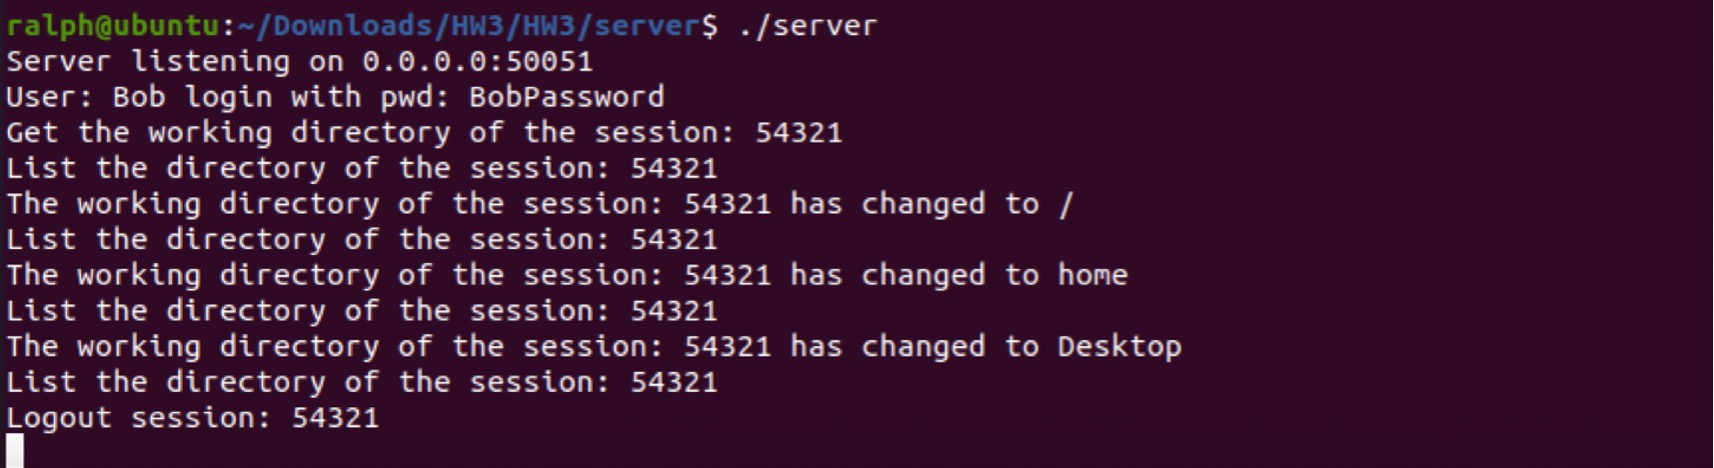 ralph@ubuntu:~/Downloads/HW3/HW3/server$ ./server
Server listening on 0.0.0.0:50051
User: Bob login with pwd: BobPassword
Get the working directory of the session: 54321
List the directory of the session: 54321
The working directory of the session: 54321 has changed to /
List the directory of the session: 54321
The working directory of the session: 54321 has changed to home
List the directory of the session: 54321
The working directory of the session: 54321 has changed to Desktop
List the directory of the session: 54321
Logout session: 54321